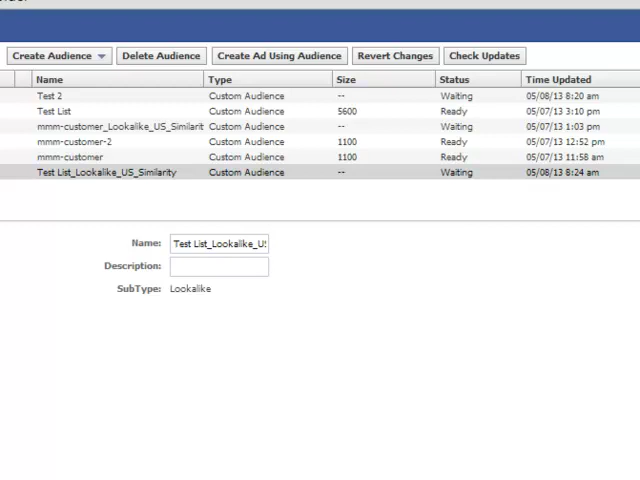 Create Audience Delete Audience Create Ad Using Audience Revert Changes Check Updates
Name Type Size Status Time Updated
Test 2 Custom Audience -- Waiting 05/08/13 8:20 am
Test List Custom Audience 5600 Ready 05/07/13 3:10 pm
mmm-customer_Lookalike_US_Similarit Custom Audience -- Waiting 05/07/13 1:03 pm
mmm-customer-2 Custom Audience 1100 Ready 05/07/13 12:52 pm
mmm-customer Custom Audience 1100 Ready 05/07/13 11:58 am
Test List_Lookalike_US_Similarity Custom Audience -- Waiting 05/08/13 8:24 am
Name: Test List_Lookalike_U
Description:
SubType: Lookalike